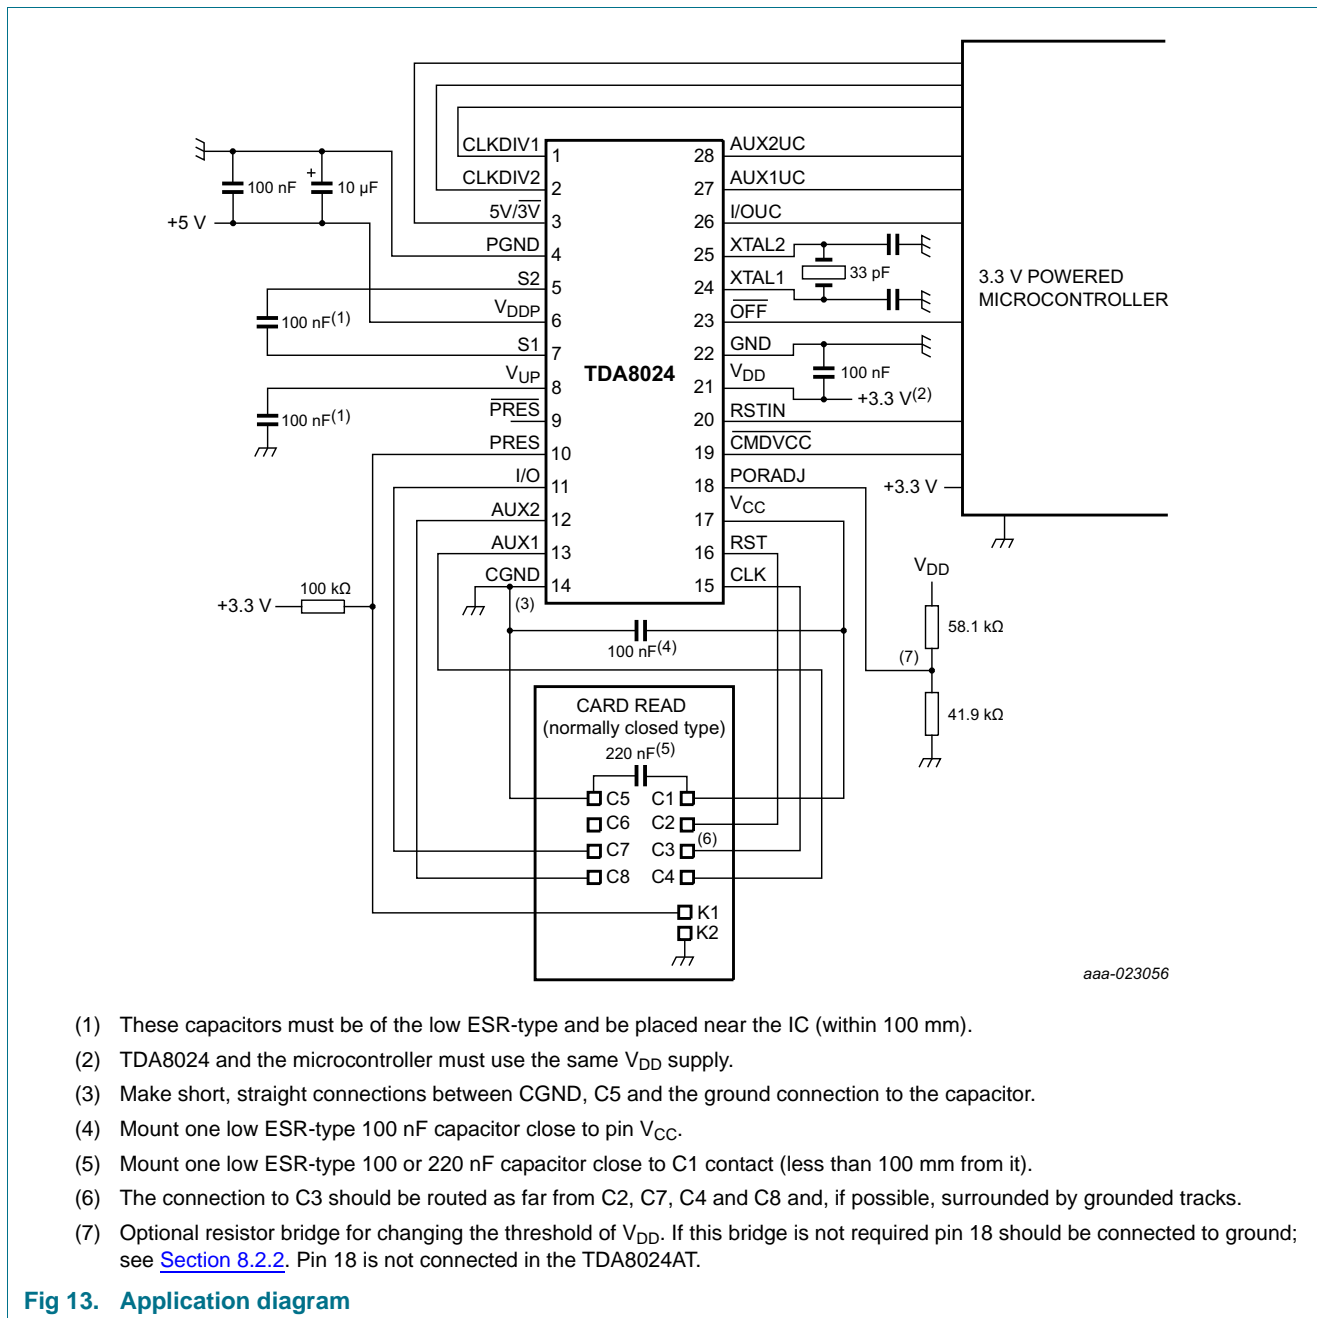 CLKDIV1 1
CLKDIV2 2
5V/3V 3
PGND 4
S2 5
VDDP 6
S1 7
VUP 8
PRES 9
PRES 10
I/O 11
AUX2 12
AUX1 13
CGND 14
(3)
TDA8024
28 AUX2UC
27 AUX1UC
26 I/OUC
25 XTAL2
24 XTAL1
23 OFF
22 GND
21 VDD
20 RSTIN
19 CMDVCC
18 PORADJ
17 VCC
16 RST
15 CLK
100 nF
+
10 µF
+5 V
100 nF(1)
100 nF(1)
100 kΩ
+3.3 V
33 pF
100 nF
+3.3 V(2)
3.3 V POWERED
MICROCONTROLLER
+3.3 V
VDD
58.1 kΩ
(7)
41.9 kΩ
100 nF(4)
CARD READ
(normally closed type)
220 nF(5)
C5 C1
C6 C2
(6)
C7 C3
C8 C4
K1
K2
aaa-023056
(1) These capacitors must be of the low ESR-type and be placed near the IC (within 100 mm).
(2) TDA8024 and the microcontroller must use the same VDD supply.
(3) Make short, straight connections between CGND, C5 and the ground connection to the capacitor.
(4) Mount one low ESR-type 100 nF capacitor close to pin VCC.
(5) Mount one low ESR-type 100 or 220 nF capacitor close to C1 contact (less than 100 mm from it).
(6) The connection to C3 should be routed as far from C2, C7, C4 and C8 and, if possible, surrounded by grounded tracks.
(7) Optional resistor bridge for changing the threshold of VDD. If this bridge is not required pin 18 should be connected to ground;
see Section 8.2.2. Pin 18 is not connected in the TDA8024AT.
Fig 13. Application diagram